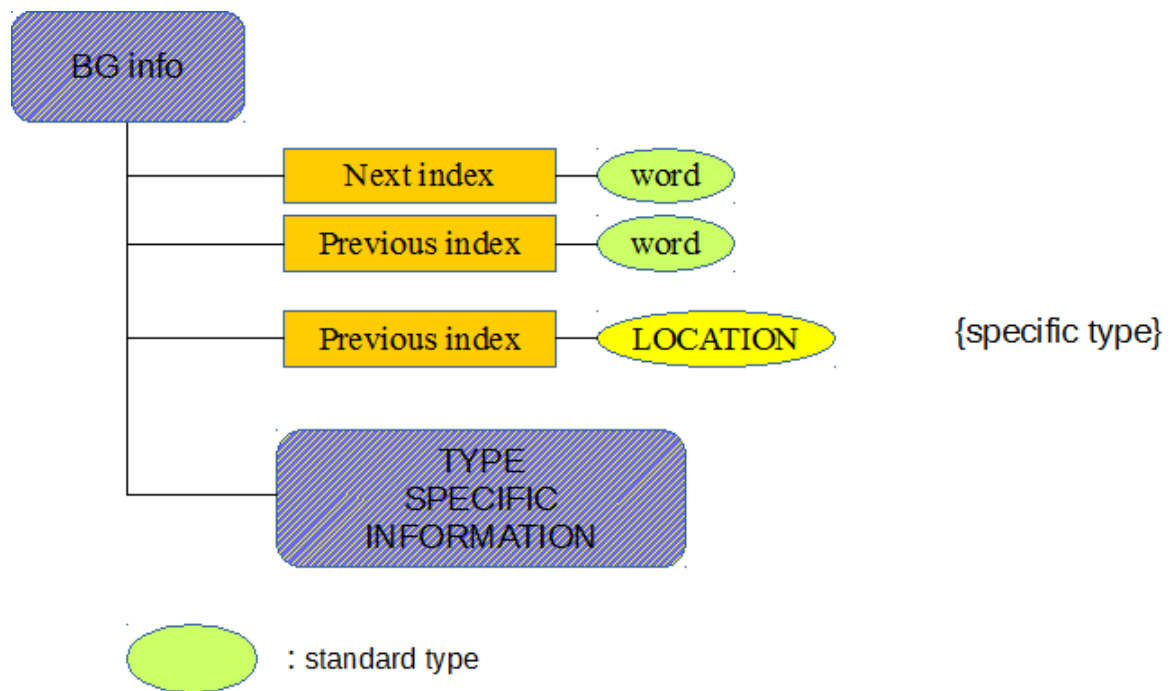 BG info
Next index word
Previous index word
Previous index LOCATION {specific type}
TYPE
SPECIFIC
INFORMATION
: standard type